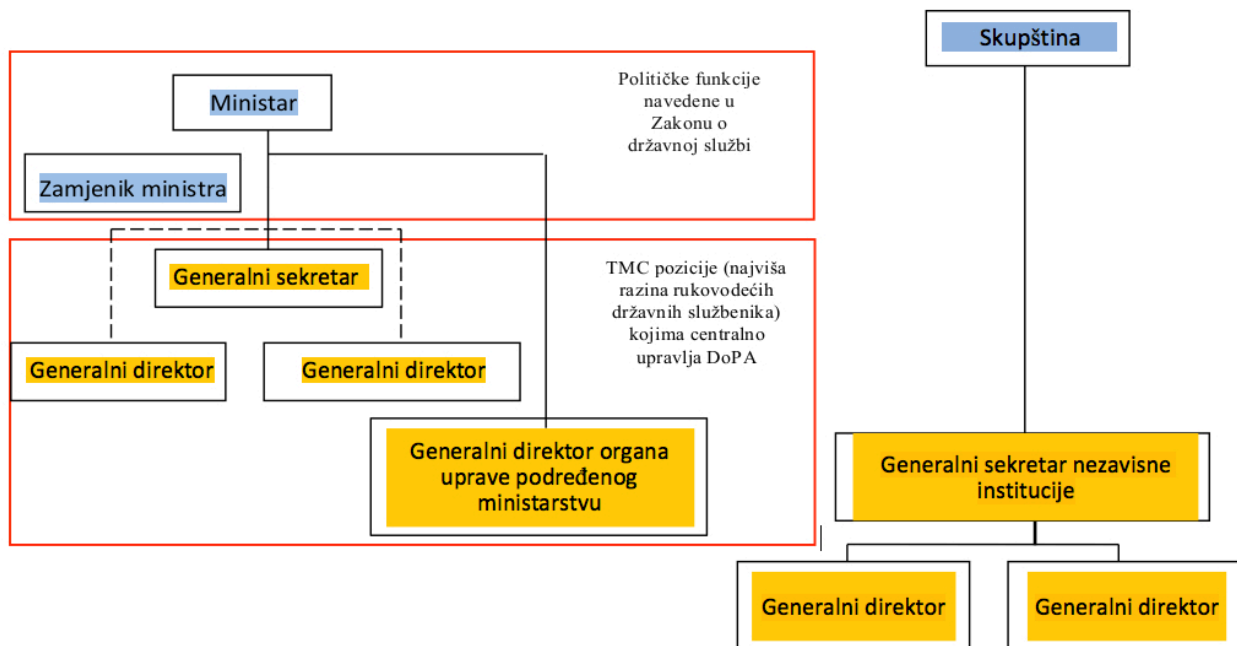 Skupština
Ministar
Političke funkcije
navedene u
Zakonu o
državnoj službi
Zamjenik ministra
Generalni sekretar
TMC pozicije (najviša
razina rukovodećih
državnih službenika)
kojima centralno
upravlja DoPA
Generalni direktor
Generalni direktor
Generalni direktor organa
uprave podređenog
ministarstvu
Generalni sekretar nezavisne
institucije
Generalni direktor
Generalni direktor